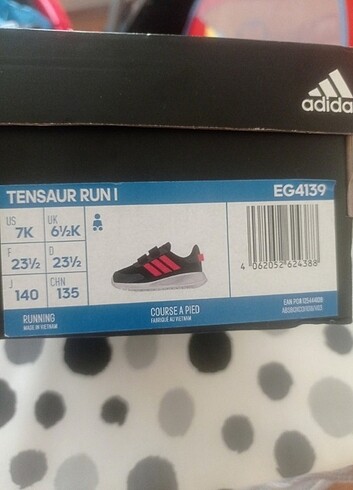 adidas
TENSAUR RUN I
EG4139
US UK
7K 6½K
F D
23½ 23½
J CHN
140 135
4 062052 624388
RUNNING
MADE IN VIETNAM
COURSE A PIED
FABRIQUÉ AU VIETNAM